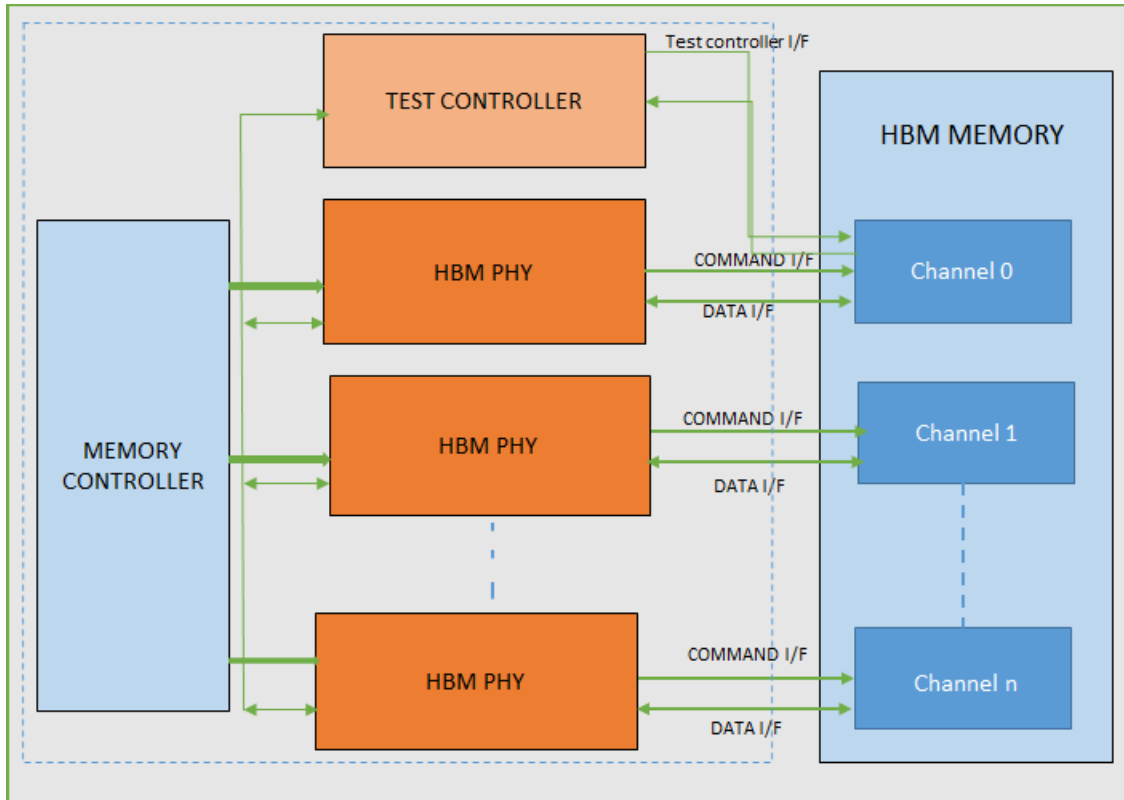 Test controller I/F
TEST CONTROLLER
HBM MEMORY
HBM PHY
COMMAND I/F
Channel 0
DATA I/F
MEMORY
CONTROLLER
HBM PHY
COMMAND I/F
Channel 1
DATA I/F
HBM PHY
COMMAND I/F
Channel n
DATA I/F